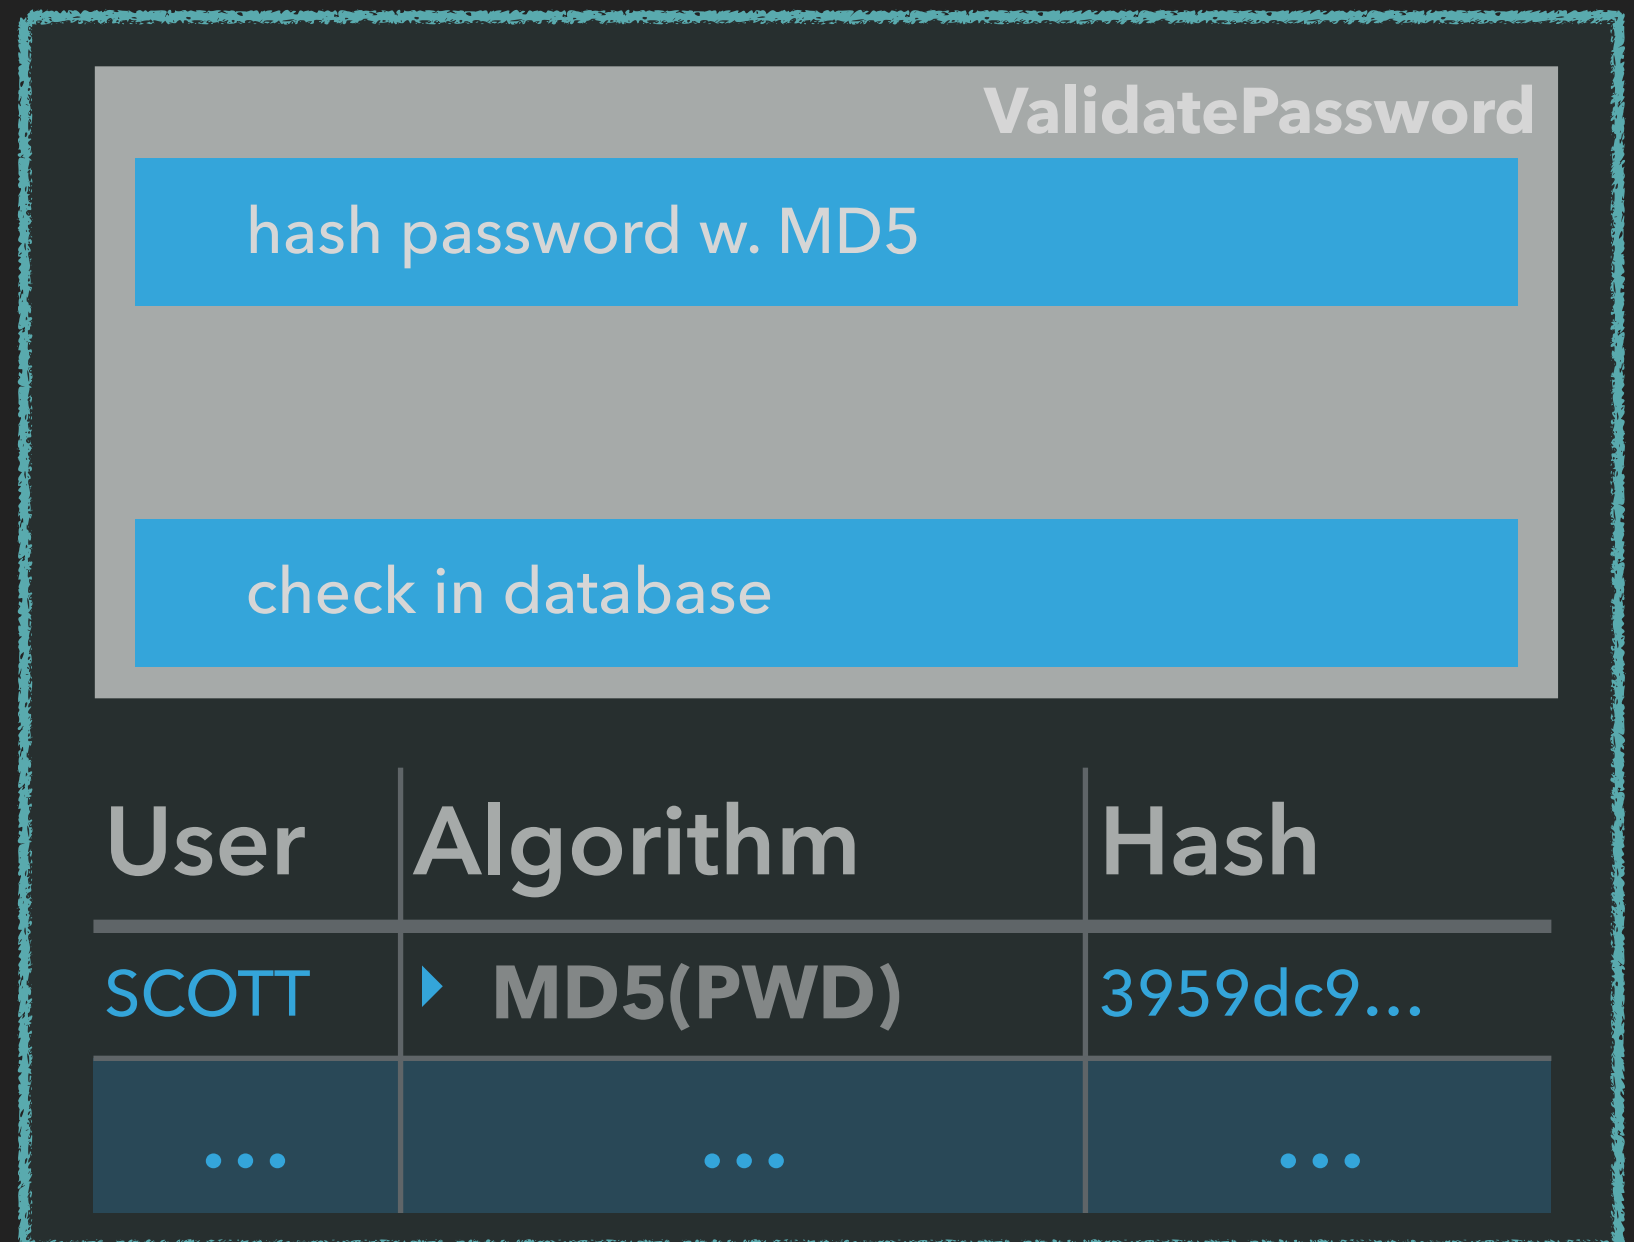 ValidatePassword
hash password w. MD5
check in database
User Algorithm Hash
SCOTT MD5(PWD) 3959dc9...
... ... ...